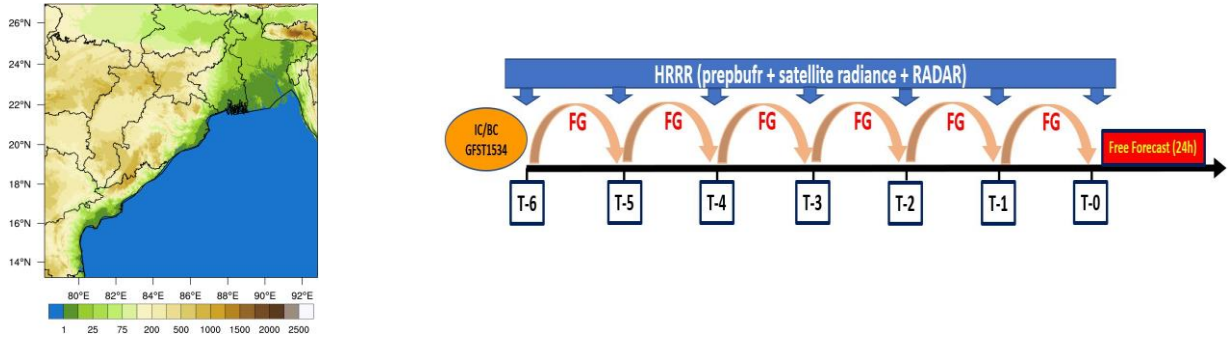 26°N
24°N
22°N
20°N
18°N
16°N
14°N
80°E 82°E 84°E 86°E 88°E 90°E 92°E
1 25 75 200 500 1000 1500 2000 2500
HRRR (prepbufr + satellite radiance + RADAR)
IC/BC
GFST1534
FG FG FG FG FG FG
Free Forecast (24h)
T-6 T-5 T-4 T-3 T-2 T-1 T-0